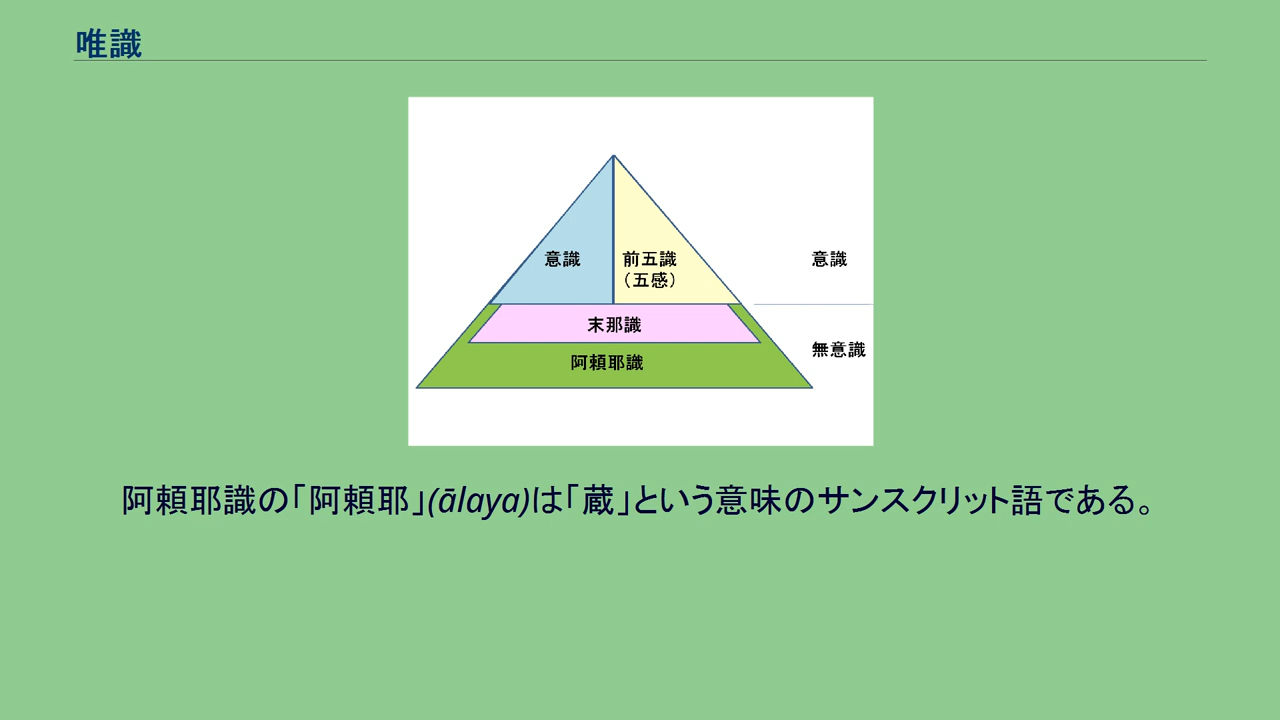 唯識
意識
前五識
（五感）
意識
末那識
無意識
阿頼耶識
阿頼耶識の「阿頼耶」(ālaya)は「蔵」という意味のサンスクリット語である。